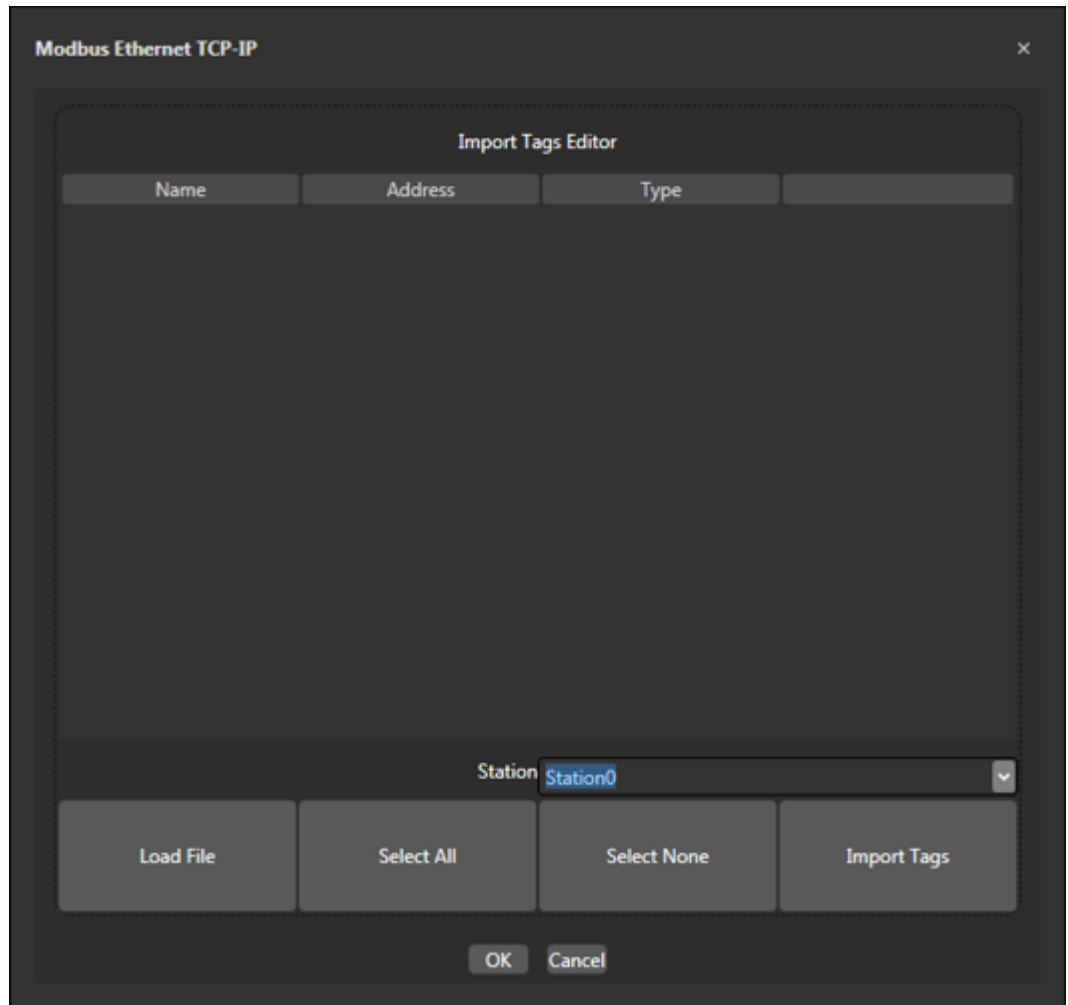 Modbus Ethernet TCP-IP
Import Tags Editor
Name Address Type
Station Station0
Load File Select All Select None Import Tags
OK Cancel